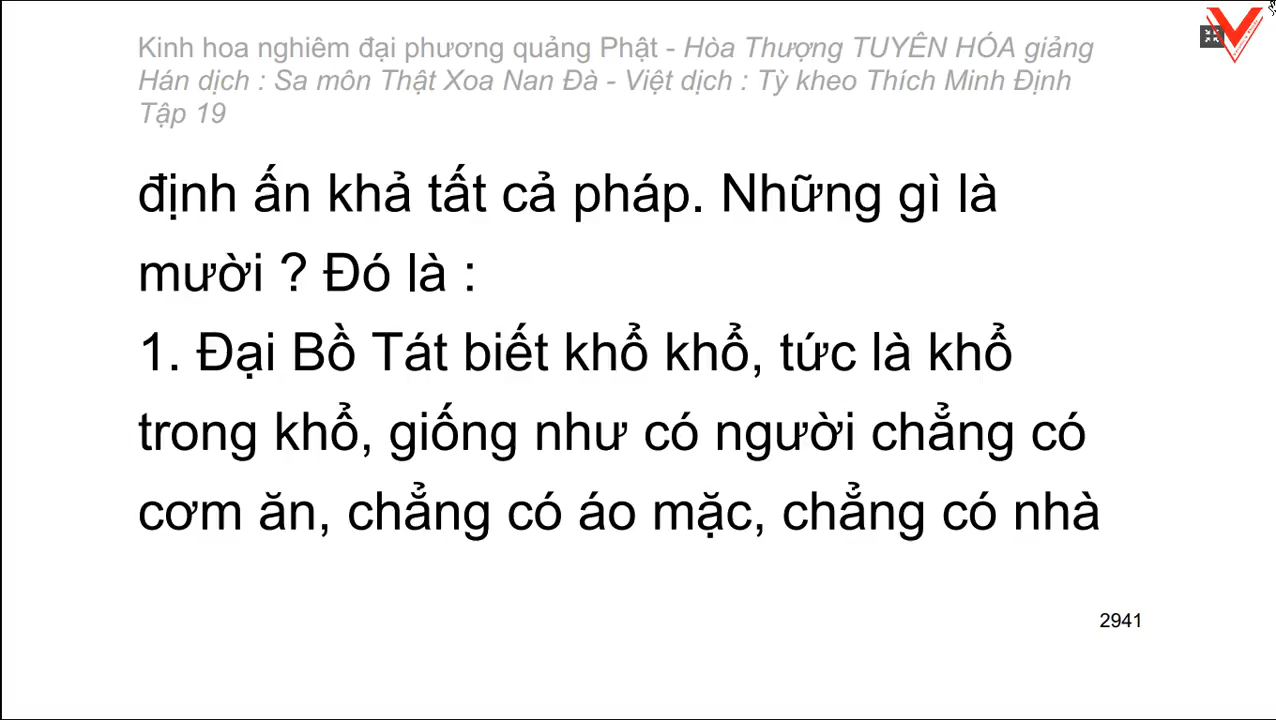 Kinh hoa nghiêm đại phương quảng Phật - Hòa Thượng TUYÊN HÓA giảng
Hán dịch : Sa môn Thật Xoa Nan Đà - Việt dịch : Tỳ kheo Thích Minh Định
Tập 19
định ấn khả tất cả pháp. Những gì là
mười ? Đó là :
1. Đại Bồ Tát biết khổ khổ, tức là khổ
trong khổ, giống như có người chẳng có
cơm ăn, chẳng có áo mặc, chẳng có nhà
2941